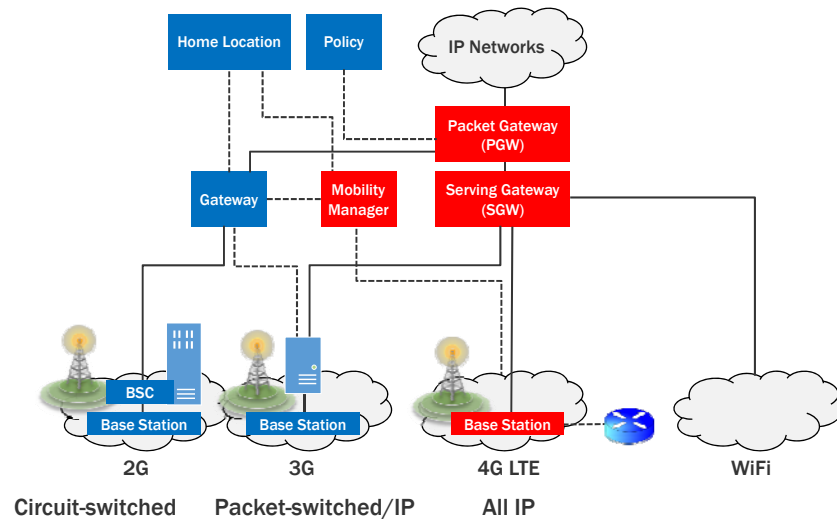 Home Location
Policy
IP Networks
Packet Gateway
(PGW)
Gateway
Mobility
Manager
Serving Gateway
(SGW)
BSC
Base Station
Base Station
Base Station
2G
3G
4G LTE
WiFi
Circuit-switched
Packet-switched/IP
All IP